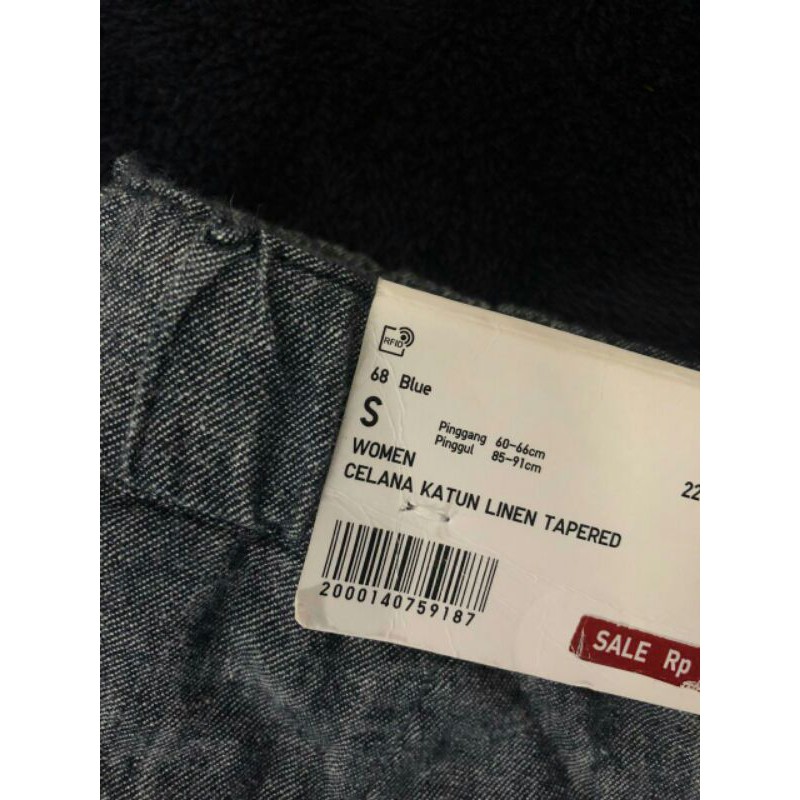 RFID
68 Blue
S
Pinggang 60-66cm
Pinggul 85-91cm
WOMEN
CELANA KATUN LINEN TAPERED
22
2000140759187
SALE Rp